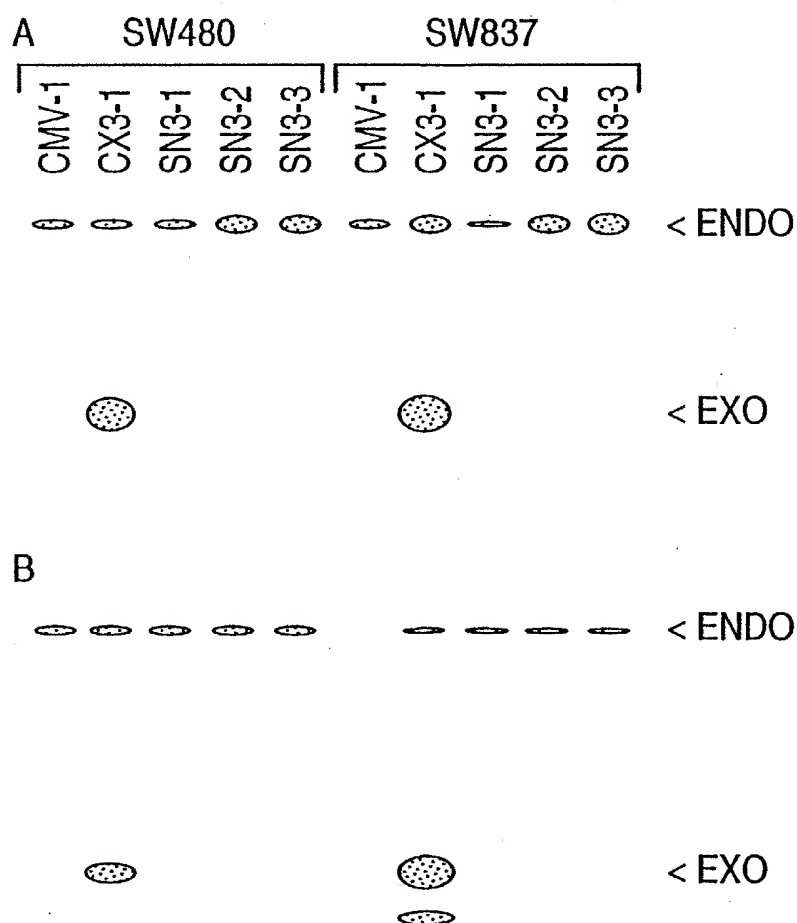 A SW480 SW837
CMV-1 CX3-1 SN3-1 SN3-2 SN3-3 CMV-1 CX3-1 SN3-1 SN3-2 SN3-3
< ENDO
< EXO
B
< ENDO
< EXO